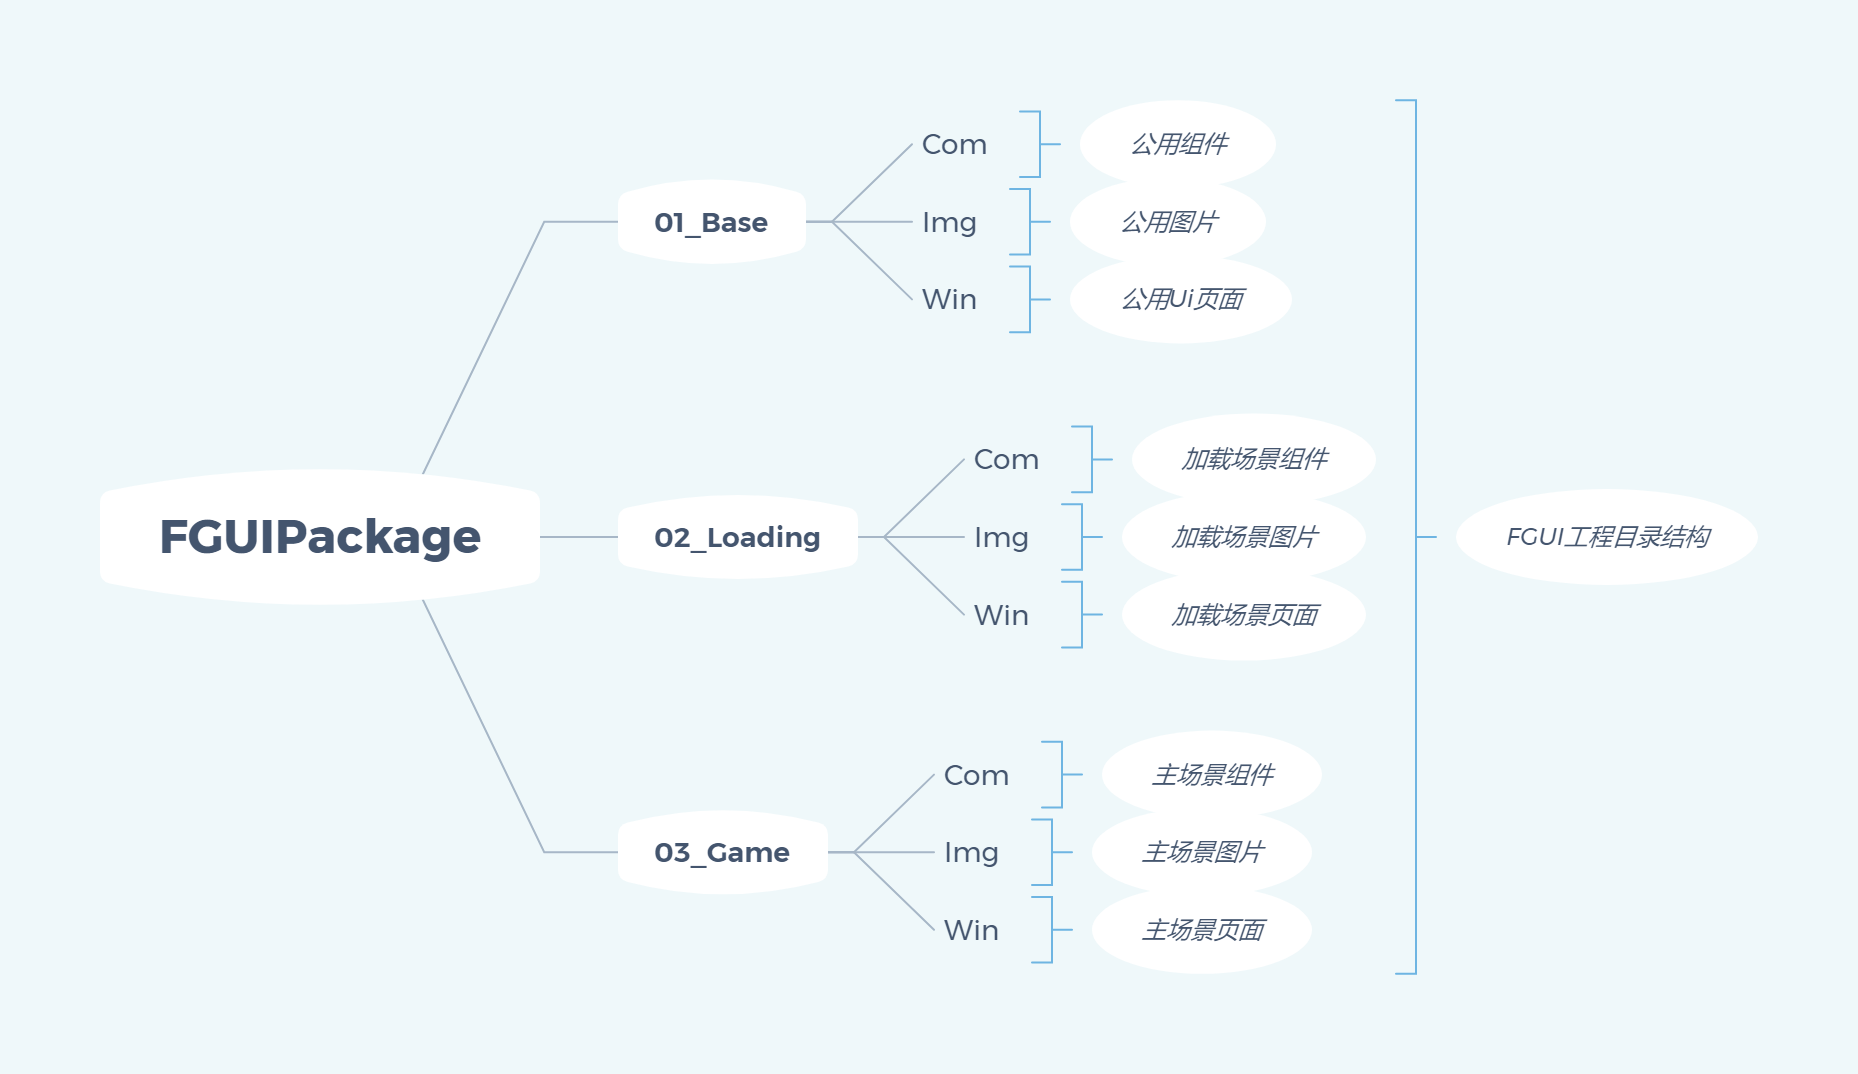 FGUIPackage
01_Base
Com
公用组件
Img
公用图片
Win
公用Ui页面
02_Loading
Com
加载场景组件
Img
加载场景图片
Win
加载场景页面
03_Game
Com
主场景组件
Img
主场景图片
Win
主场景页面
FGUI工程目录结构